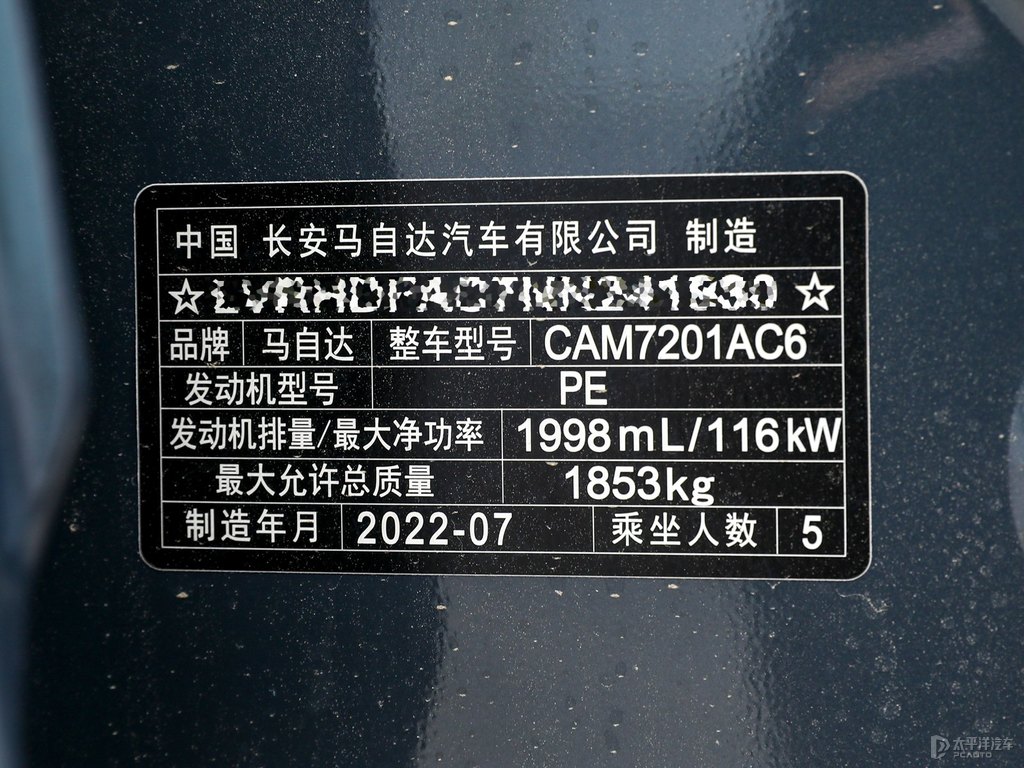 中国 长安马自达汽车有限公司 制造
品牌 马自达 整车型号 CAM7201AC6
发动机型号 PE
发动机排量/最大净功率 1998mL/116kW
最大允许总质量 1853kg
制造年月 2022-07 乘坐人数 5
太平洋汽车
PCAUTO